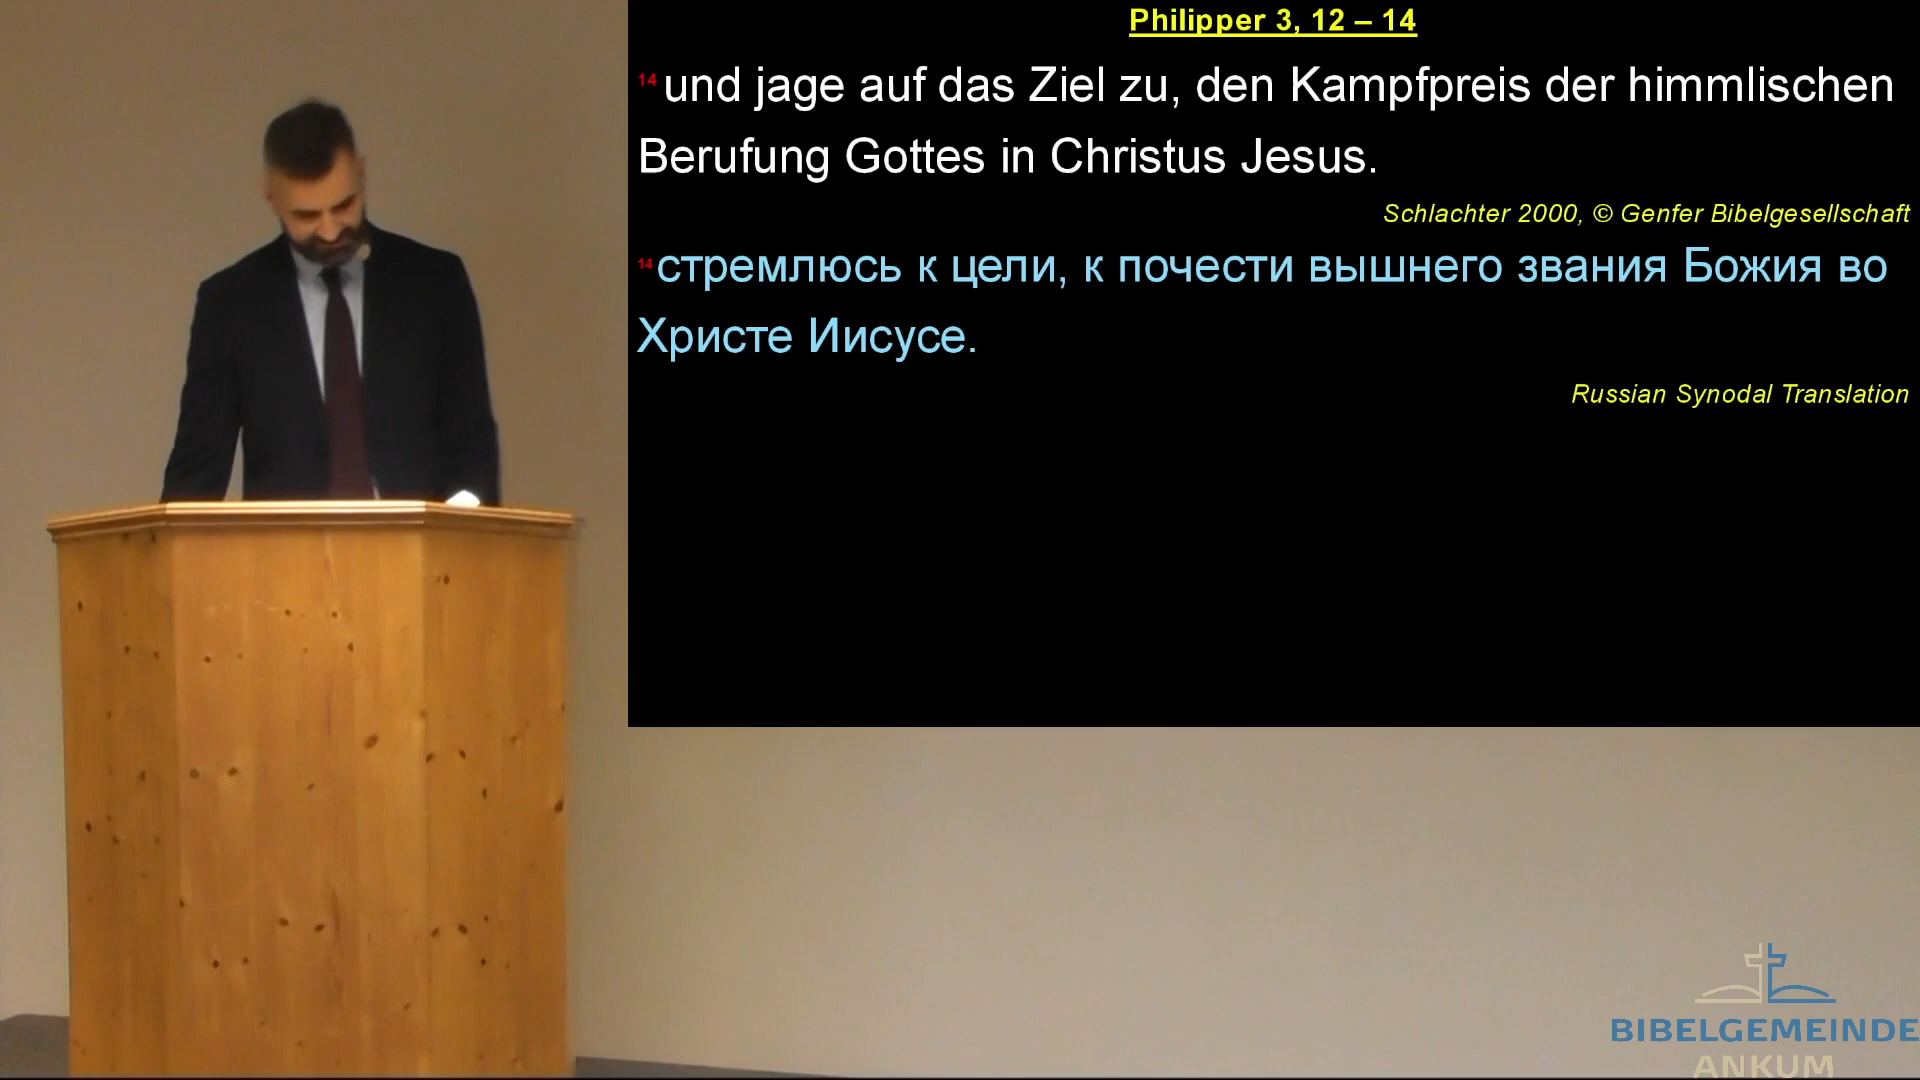 Philipper 3, 12 – 14
14 und jage auf das Ziel zu, den Kampfpreis der himmlischen
Berufung Gottes in Christus Jesus.
Schlachter 2000, © Genfer Bibelgesellschaft
14 стремлюсь к цели, к почести вышнего звания Божия во
Христе Иисусе.
Russian Synodal Translation
BIBELGEMEINDE
ANKUM